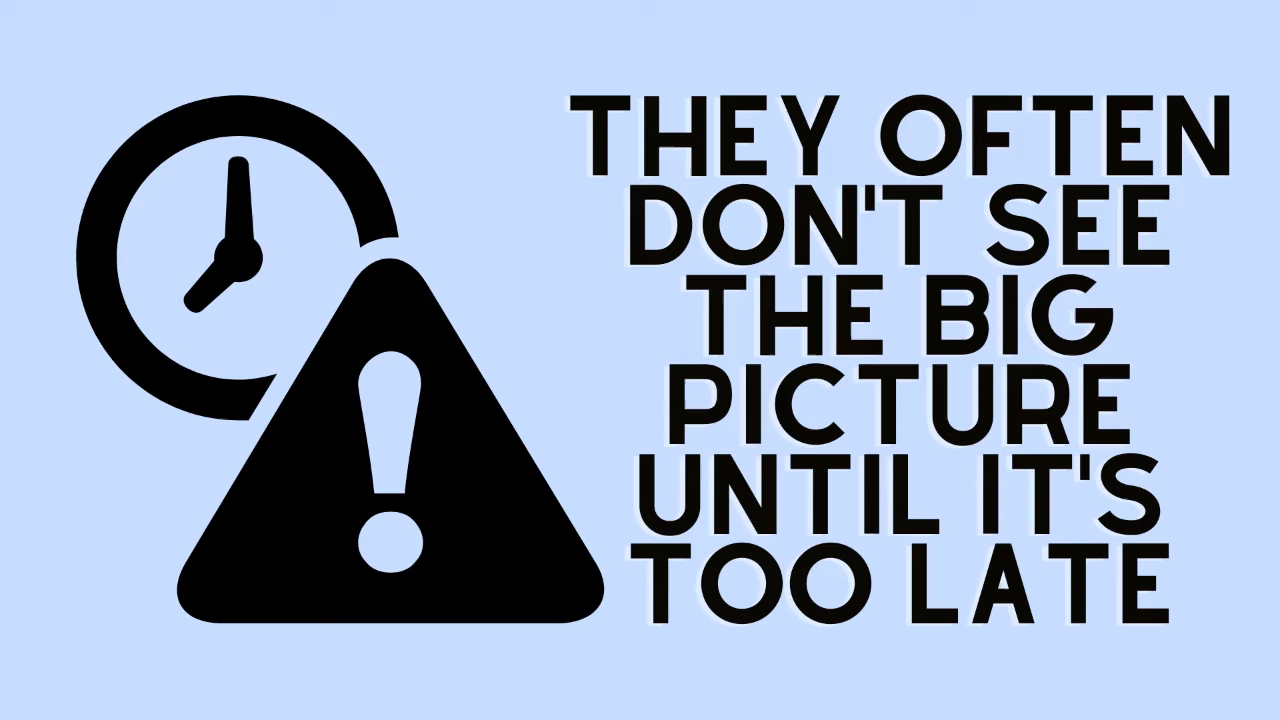 THEY OFTEN
DON'T SEE
THE BIG
PICTURE
UNTIL IT'S
TOO LATE